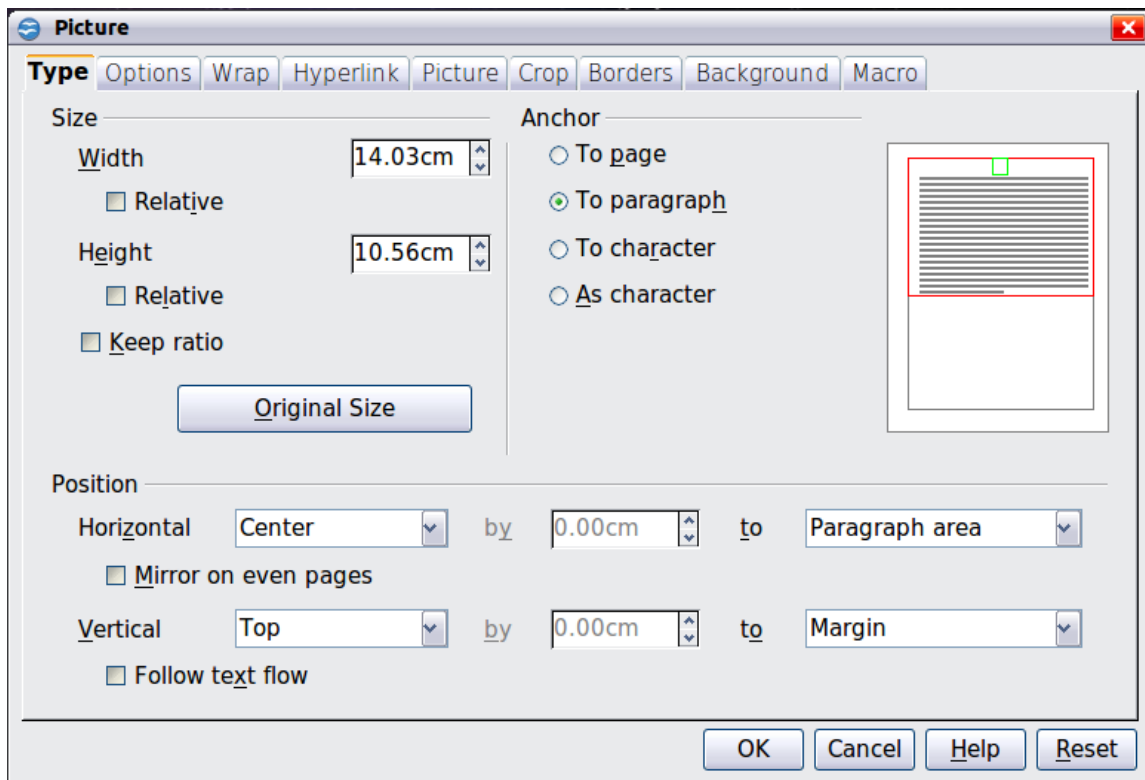 Picture
Type Options Wrap Hyperlink Picture Crop Borders Background Macro
Size
Width 14.03cm
Relative
Height 10.56cm
Relative
Keep ratio
Original Size
Anchor
To page
To paragraph
To character
As character
Position
Horizontal Center by 0.00cm to Paragraph area
Mirror on even pages
Vertical Top by 0.00cm to Margin
Follow text flow
OK Cancel Help Reset